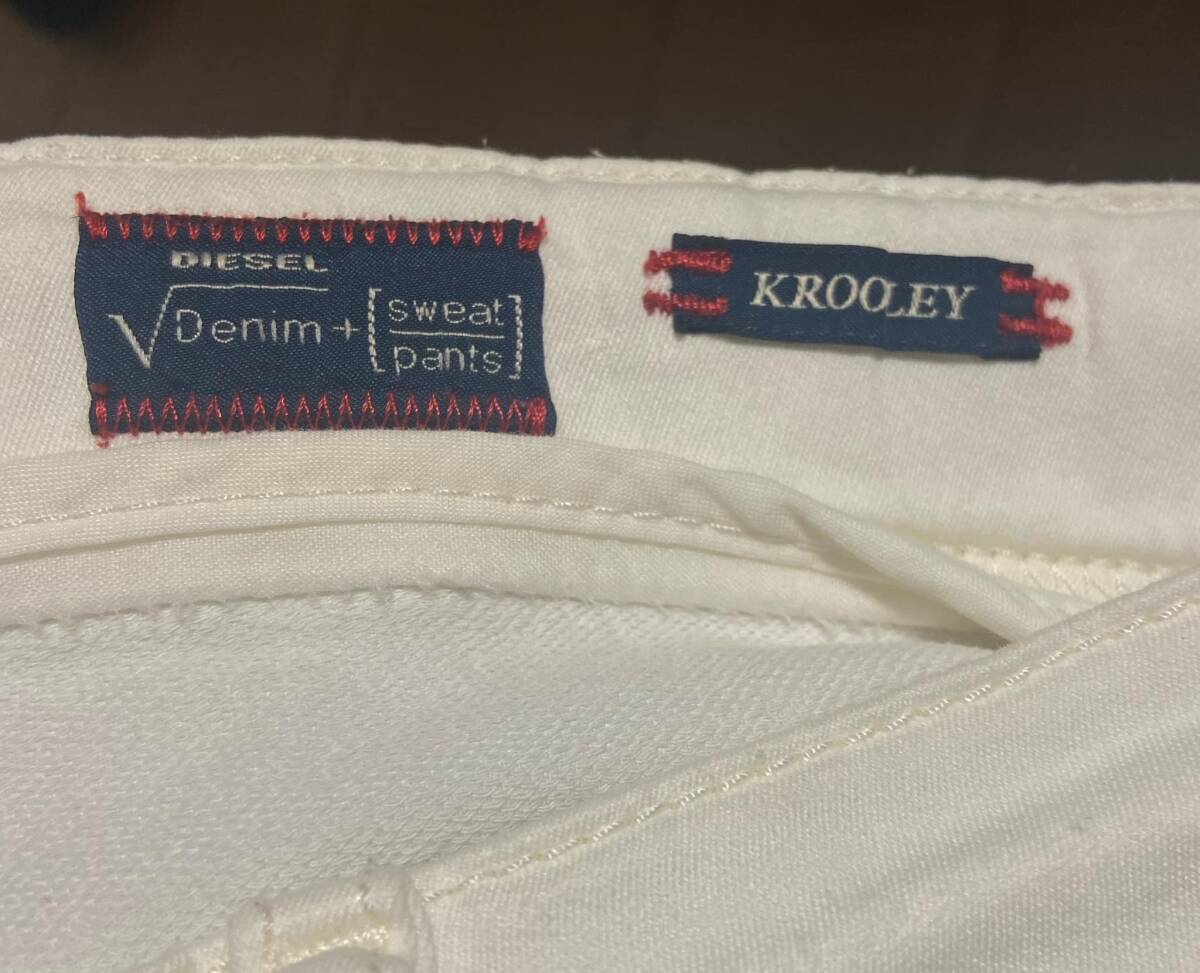 DIESEL
√Denim + [sweat
pants]
KROOLEY